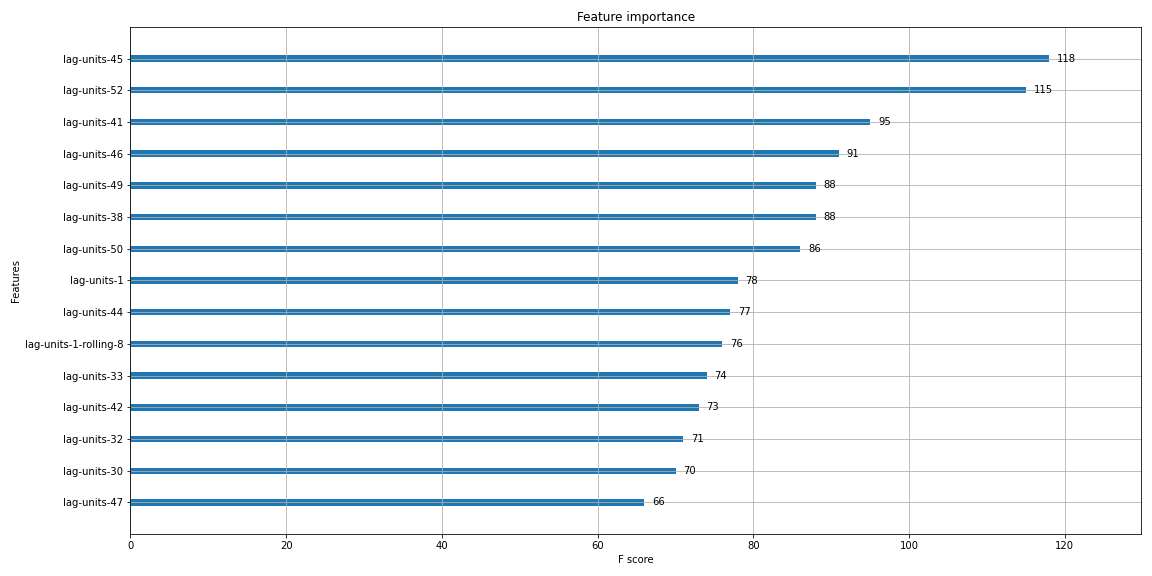 Feature importance
lag-units-45 118
lag-units-52 115
lag-units-41 95
lag-units-46 91
lag-units-49 88
lag-units-38 88
lag-units-50 86
lag-units-1 78
lag-units-44 77
lag-units-1-rolling-8 76
lag-units-33 74
lag-units-42 73
lag-units-32 71
lag-units-30 70
lag-units-47 66
Features
0 20 40 60 80 100 120
F score